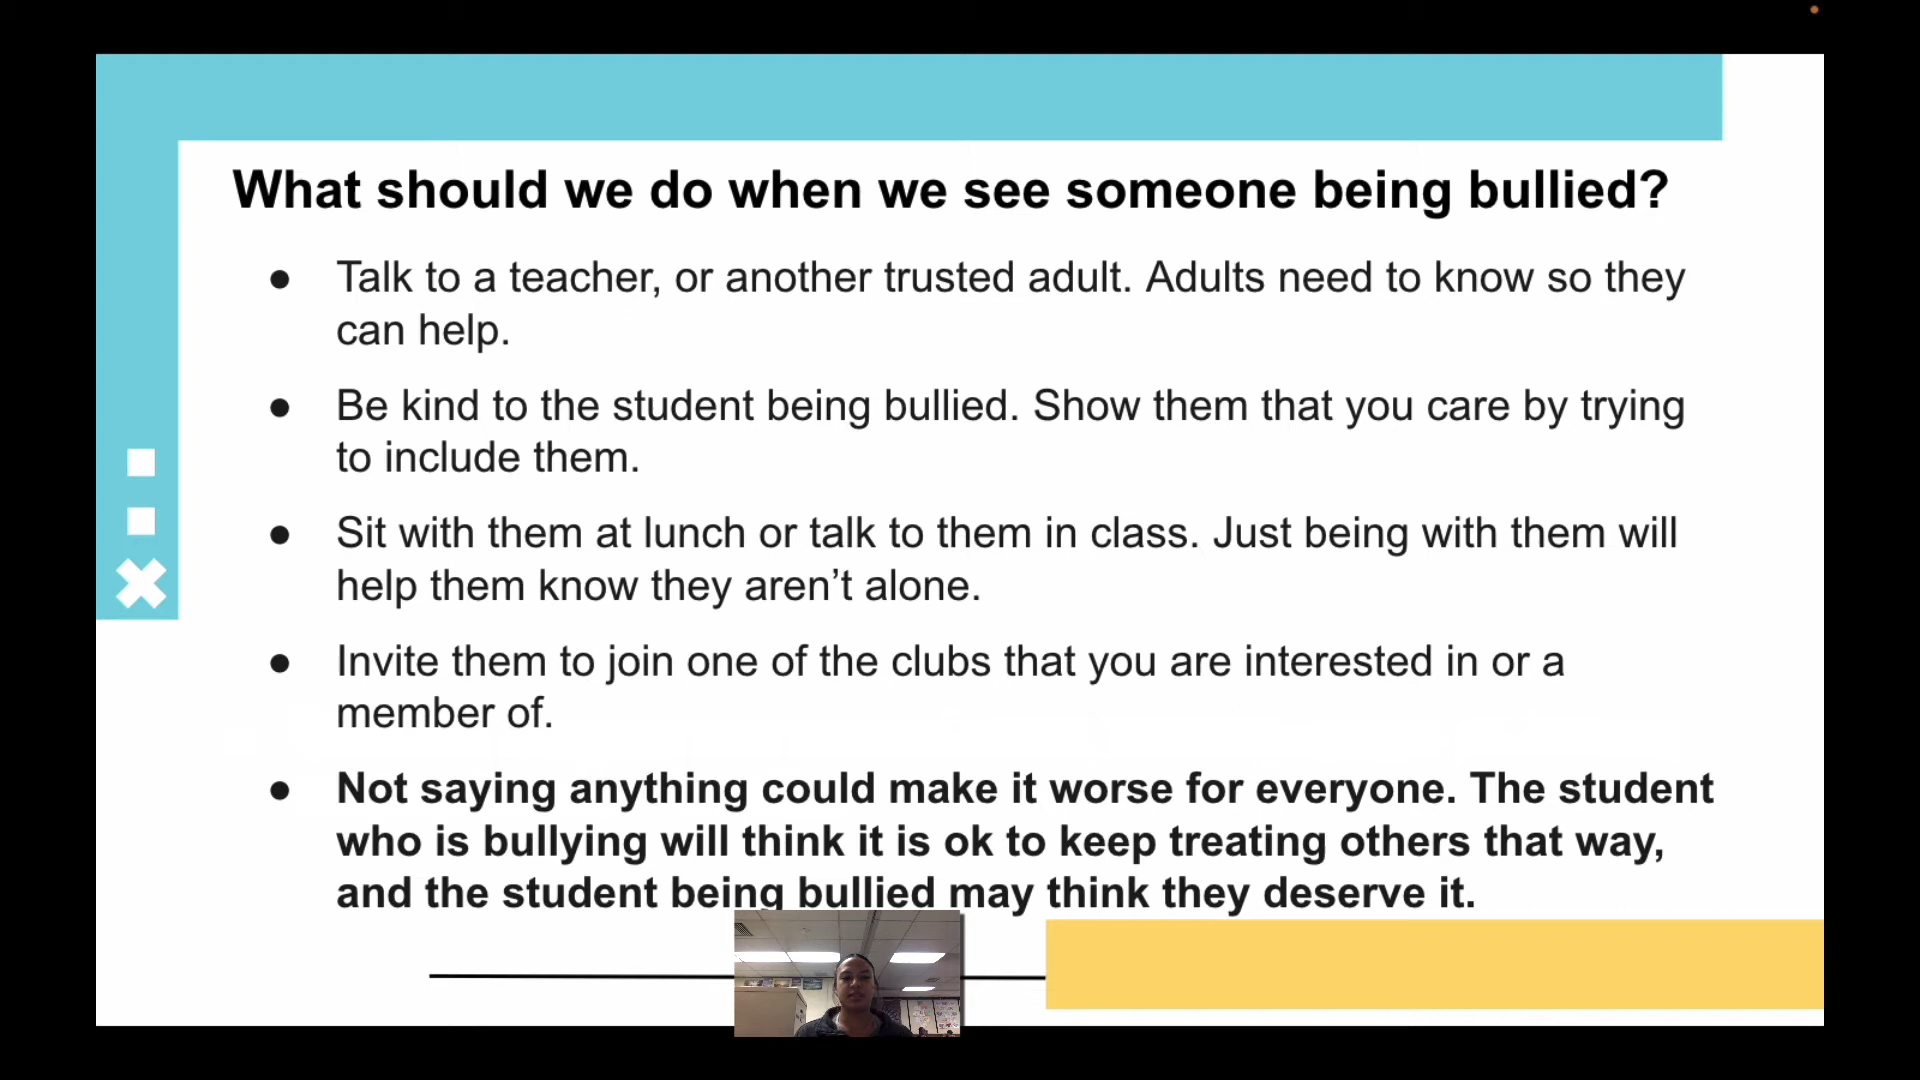 What should we do when we see someone being bullied?
● Talk to a teacher, or another trusted adult. Adults need to know so they
can help.
● Be kind to the student being bullied. Show them that you care by trying
to include them.
● Sit with them at lunch or talk to them in class. Just being with them will
help them know they aren’t alone.
● Invite them to join one of the clubs that you are interested in or a
member of.
● Not saying anything could make it worse for everyone. The student
who is bullying will think it is ok to keep treating others that way,
and the student being bullied may think they deserve it.